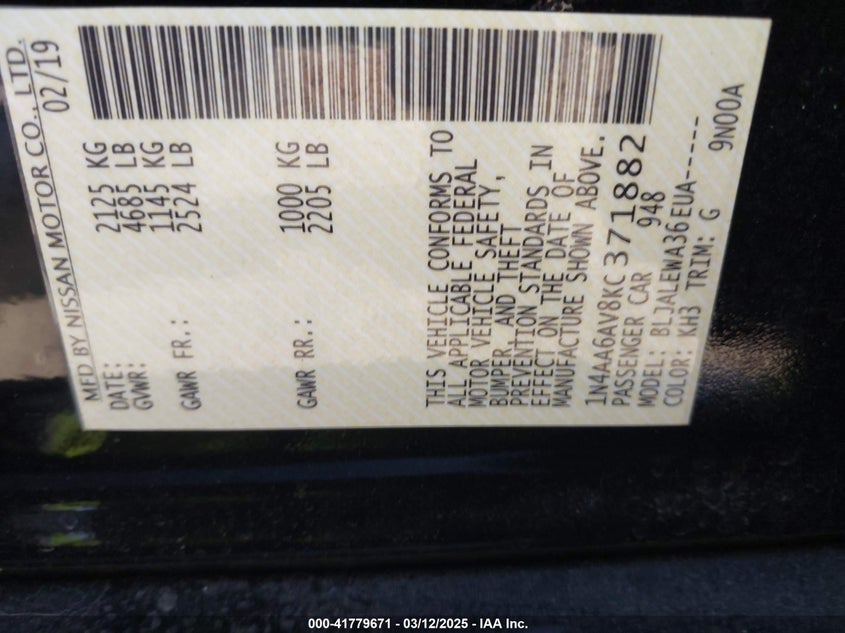 MFD BY NISSAN MOTOR CO., LTD.
DATE: 02/19
GVWR: 2125 KG
4685 LB
GAWR FR.: 1145 KG
2524 LB
GAWR RR.: 1000 KG
2205 LB
THIS VEHICLE CONFORMS TO
ALL APPLICABLE FEDERAL
MOTOR VEHICLE SAFETY,
BUMPER, AND THEFT
PREVENTION STANDARDS IN
EFFECT ON THE DATE OF
MANUFACTURE SHOWN ABOVE.
1N4AA6AV8KC371882
PASSENGER CAR 948
MODEL: BLJALEWA36EUA-----
COLOR: KH3 TRIM: G 9N00A
000-41779671 - 03/12/2025 - IAA Inc.